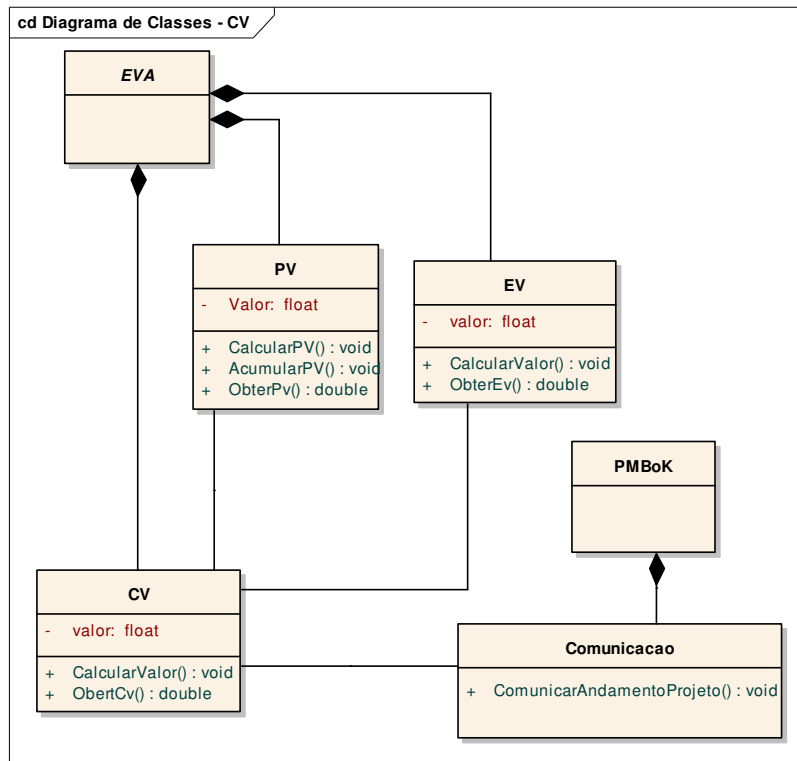 cd Diagrama de Classes - CV
EVA
PV
- Valor: float
+ CalcularPV() : void
+ AcumularPV() : void
+ ObterPv() : double
EV
- valor: float
+ CalcularValor() : void
+ ObterEv() : double
PMBoK
CV
- valor: float
+ CalcularValor() : void
+ ObertCv() : double
Comunicacao
+ ComunicarAndamentoProjeto() : void